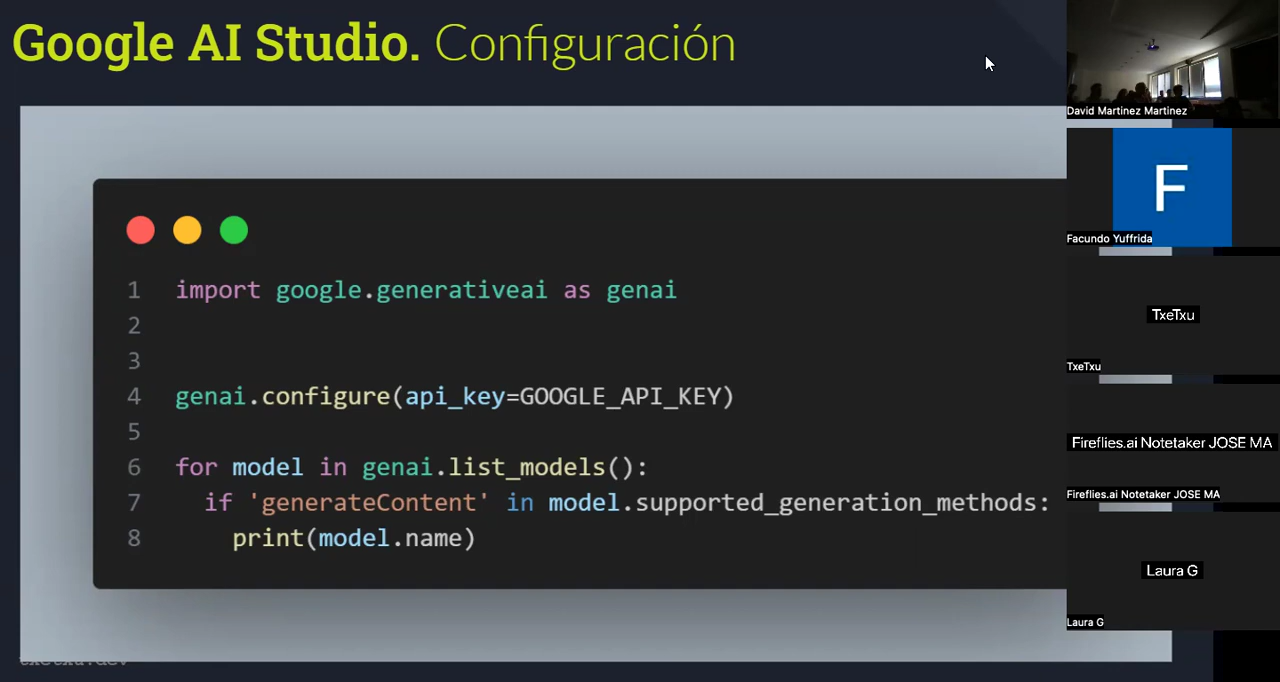 Google AI Studio. Configuración
1 import google.generativeai as genai
2
3
4 genai.configure(api_key=GOOGLE_API_KEY)
5
6 for model in genai.list_models():
7 if 'generateContent' in model.supported_generation_methods:
8 print(model.name)
David Martinez Martinez
F
Facundo Yuffrida
TxeTxu
TxeTxu
Fireflies.ai Notetaker JOSE MA
Fireflies.ai Notetaker JOSE MA
Laura G
Laura G